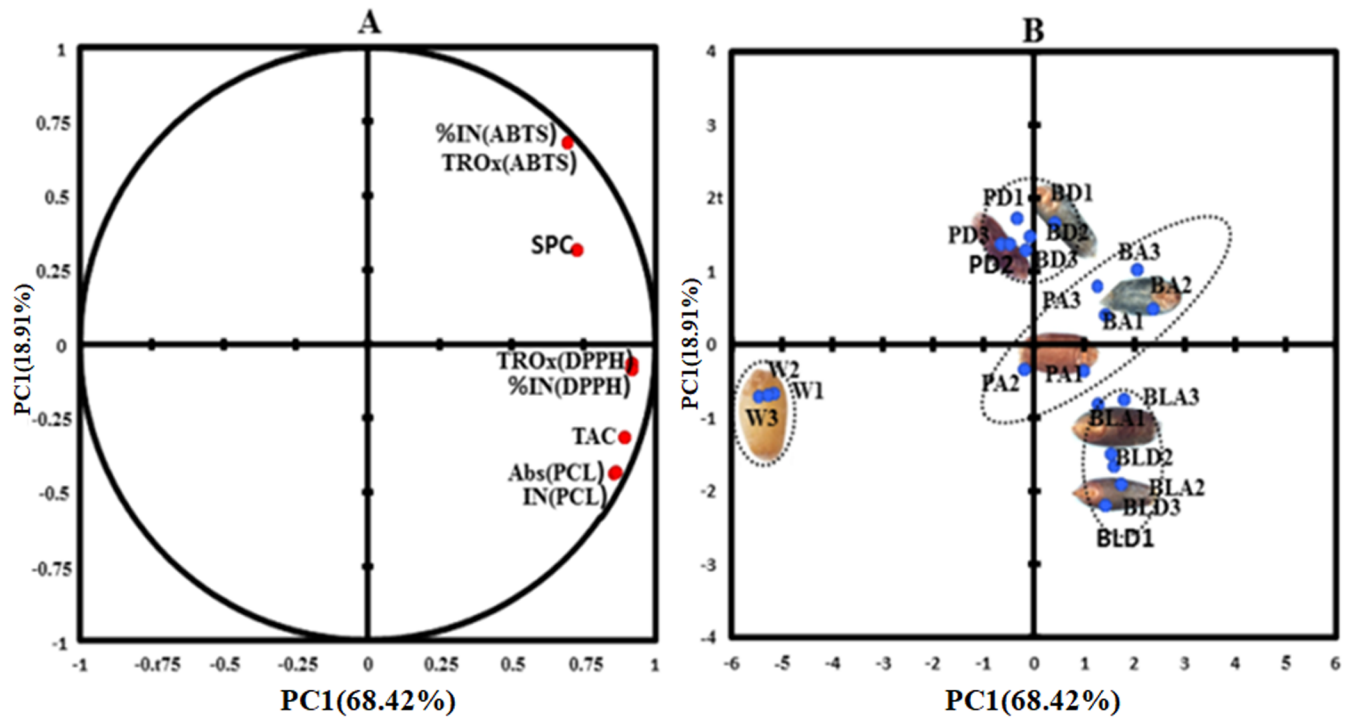 A
1
0.75
0.5
0.25
0
-0.25
-0.5
-0.75
-1
PC1(18.91%)
%IN(ABTS)
TROx(ABTS)
SPC
TROx(DPPH)
%IN(DPPH)
TAC
Abs(PCL)
IN(PCL)
-1 -0.t75 -0.5 -0.25 0 0.25 0.5 0.75 1
PC1(68.42%)
B
4
3
2t
1
0
-1
-2
-3
-4
PC1(18.91%)
PD1 BD1
PD3 BD2
PD2 BD3
BA3
PA3 BA2
BA1
PA2 PA1
W2
W1
W3
BLA3
BLA1
BLD2
BLA2
BLD3
BLD1
-6 -5 -4 -3 -2 -1 0 1 2 3 4 5 6
PC1(68.42%)